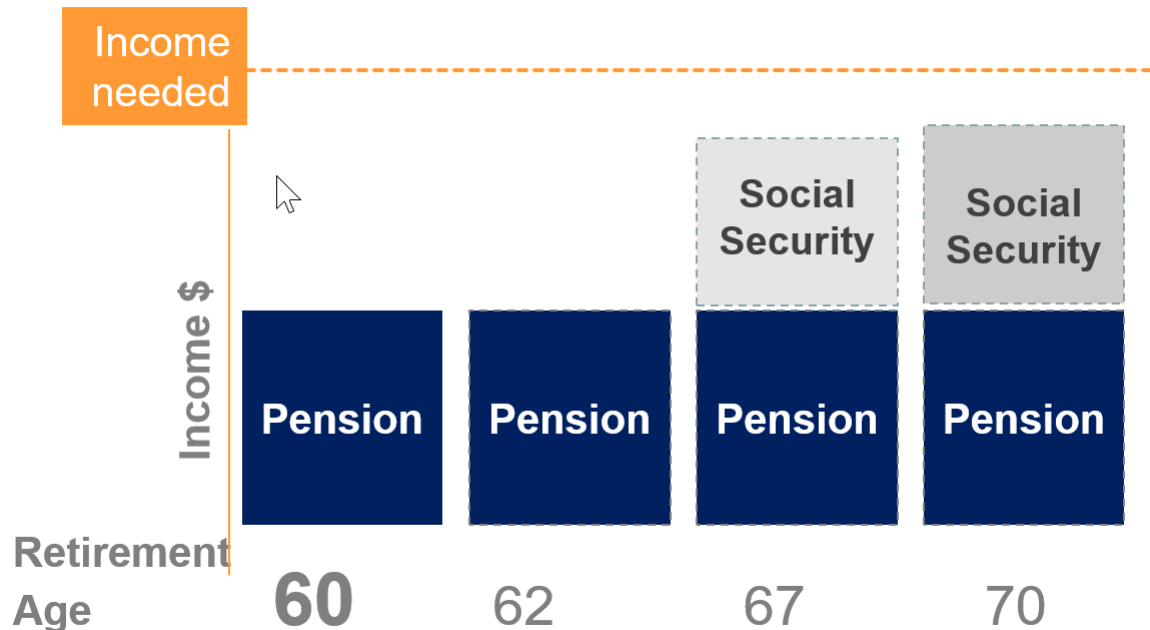 Income
needed
Social
Security
Social
Security
Income $
Pension
Pension
Pension
Pension
Retirement
Age
60
62
67
70